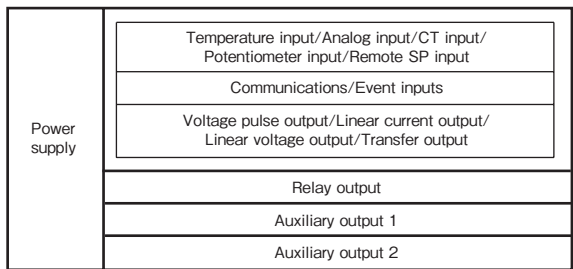 Power
supply
Temperature input/Analog input/CT input/
Potentiometer input/Remote SP input
Communications/Event inputs
Voltage pulse output/Linear current output/
Linear voltage output/Transfer output
Relay output
Auxiliary output 1
Auxiliary output 2